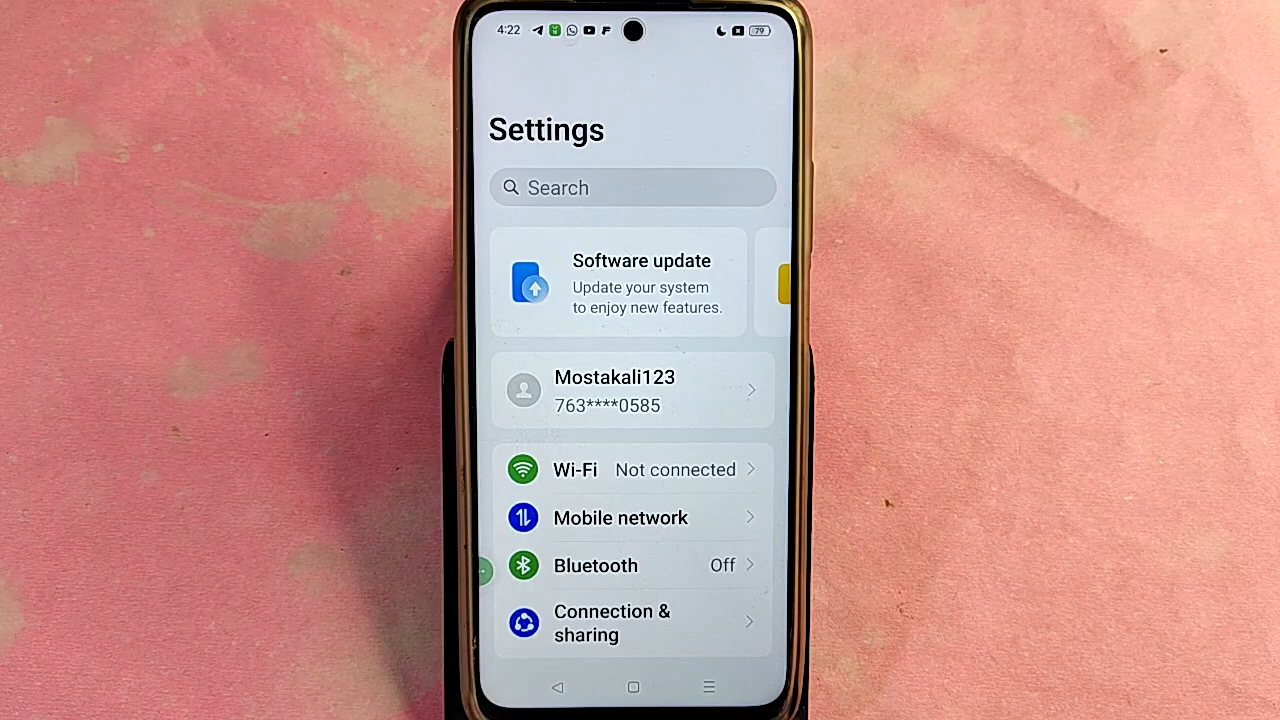 4:22
79
Settings
Search
Software update
Update your system
to enjoy new features.
Mostakali123
763****0585
Wi-Fi Not connected
Mobile network
Bluetooth Off
Connection &
sharing